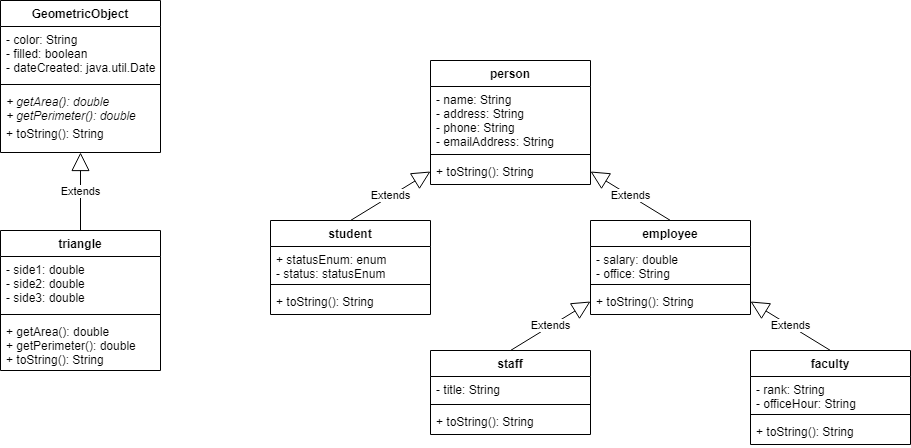 GeometricObject
- color: String
- filled: boolean
- dateCreated: java.util.Date
+ getArea(): double
+ getPerimeter(): double
+ toString(): String
Extends
triangle
- side1: double
- side2: double
- side3: double
+ getArea(): double
+ getPerimeter(): double
+ toString(): String
person
- name: String
- address: String
- phone: String
- emailAddress: String
+ toString(): String
Extends
Extends
student
+ statusEnum: enum
- status: statusEnum
+ toString(): String
employee
- salary: double
- office: String
+ toString(): String
Extends
Extends
staff
- title: String
+ toString(): String
faculty
- rank: String
- officeHour: String
+ toString(): String